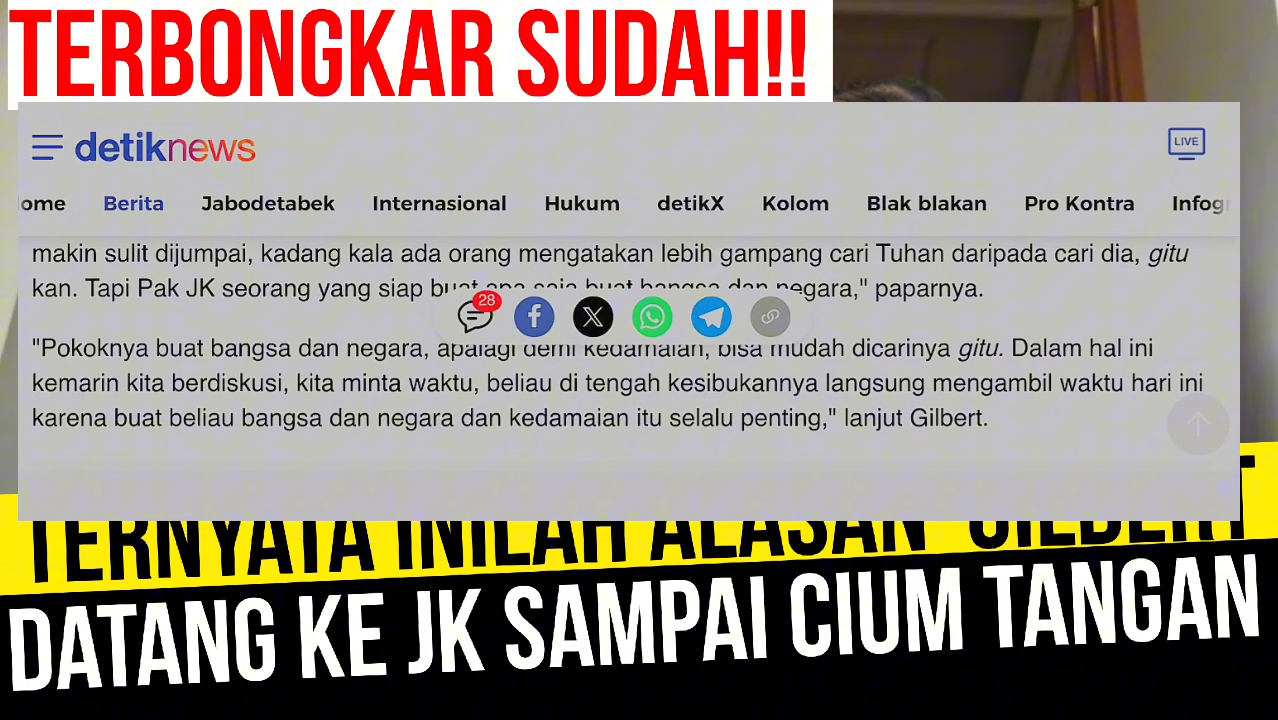 TERBONGKAR SUDAH!!
detiknews
LIVE
ome Berita Jabodetabek Internasional Hukum detikX Kolom Blak blakan Pro Kontra Infog
makin sulit dijumpai, kadang kala ada orang mengatakan lebih gampang cari Tuhan daripada cari dia, gitu
kan. Tapi Pak JK seorang yang siap buat apa saja buat bangsa dan negara," paparnya.
28
"Pokoknya buat bangsa dan negara, apalagi demi kedamaian, bisa mudah dicarinya gitu. Dalam hal ini
kemarin kita berdiskusi, kita minta waktu, beliau di tengah kesibukannya langsung mengambil waktu hari ini
karena buat beliau bangsa dan negara dan kedamaian itu selalu penting," lanjut Gilbert.
TERNYATA INILAH ALASAN GILBERT
DATANG KE JK SAMPAI CIUM TANGAN